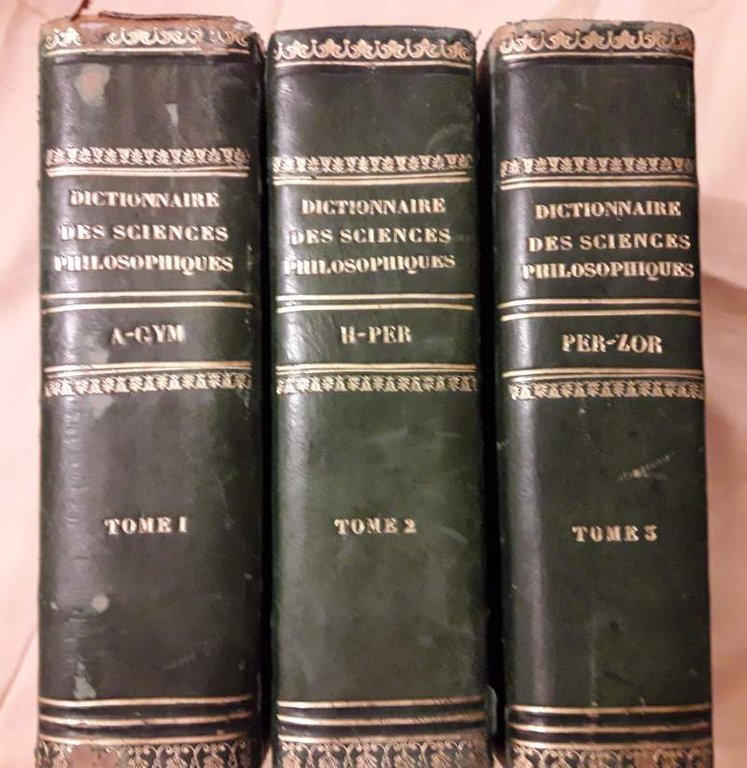 DICTIONNAIRE
DES SCIENCES
PHILOSOPHIQUES
A-GYM
TOME 1
DICTIONNAIRE
DES SCIENCES
PHILOSOPHIQUES
H-PER
TOME 2
DICTIONNAIRE
DES SCIENCES
PHILOSOPHIQUES
PER-ZOR
TOME 3